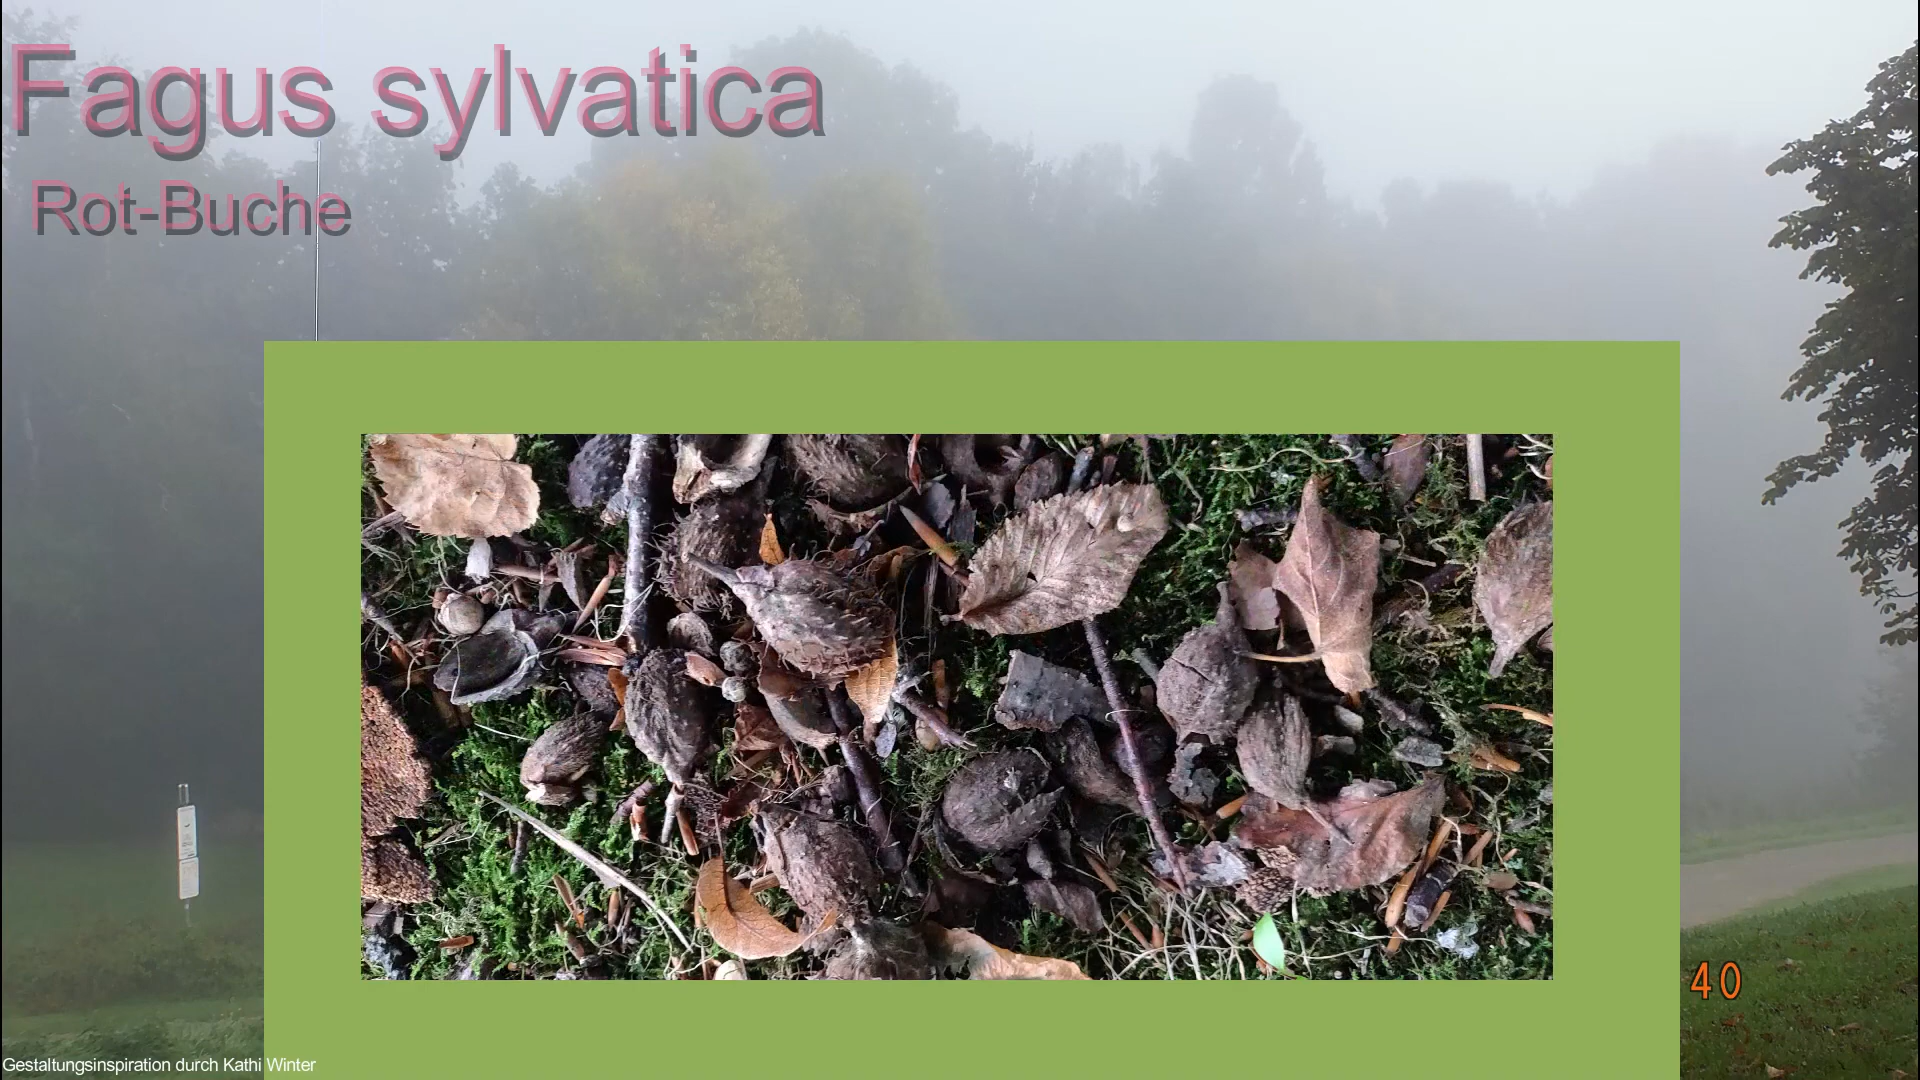 Fagus sylvatica
Rot-Buche
40
Gestaltungsinspiration durch Kathi Winter